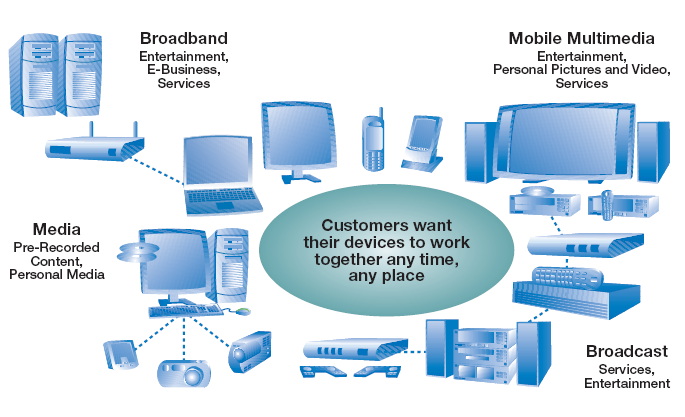 Broadband
Entertainment,
E-Business,
Services
Mobile Multimedia
Entertainment,
Personal Pictures and Video,
Services
Customers want
their devices to work
together any time,
any place
Media
Pre-Recorded
Content,
Personal Media
Broadcast
Services,
Entertainment